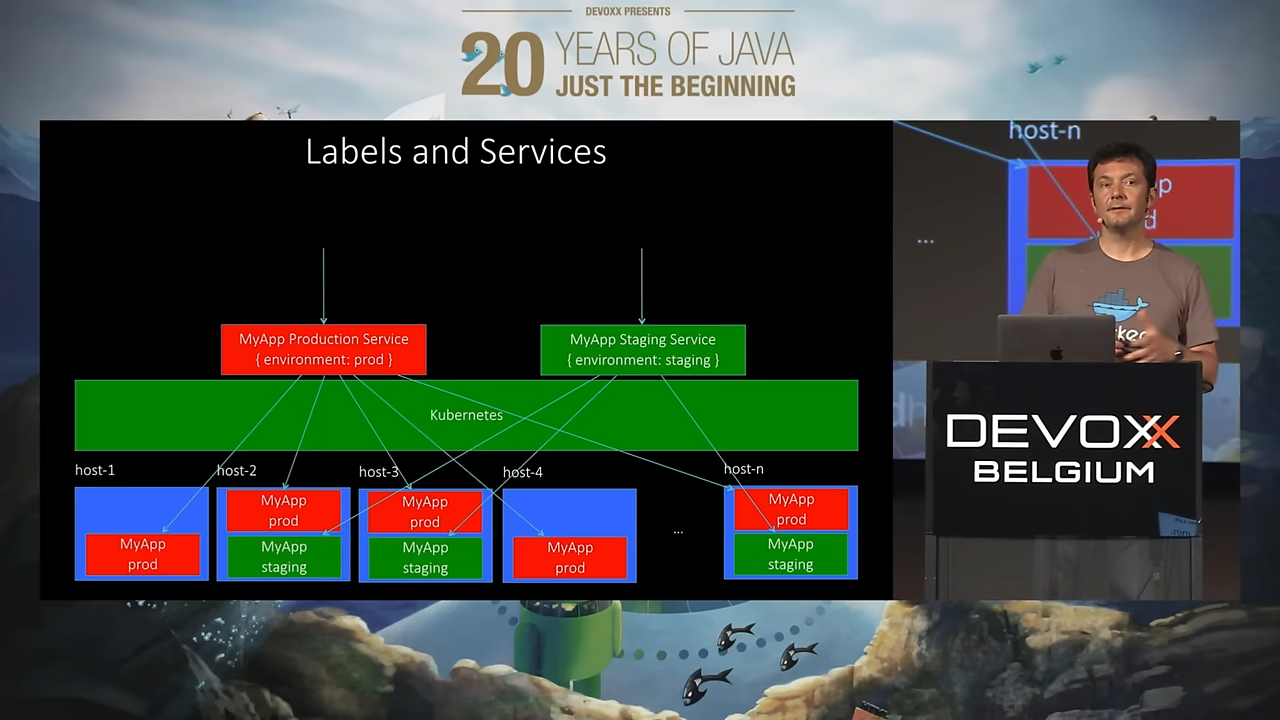 DEVOXX PRESENTS
20 YEARS OF JAVA
JUST THE BEGINNING
Labels and Services
MyApp Production Service
{ environment: prod }
MyApp Staging Service
{ environment: staging }
Kubernetes
host-1
host-2
host-3
host-4
host-n
MyApp
prod
MyApp
prod
MyApp
staging
MyApp
prod
MyApp
staging
MyApp
prod
...
MyApp
prod
MyApp
staging
host-n
...
DEVOXX
BELGIUM